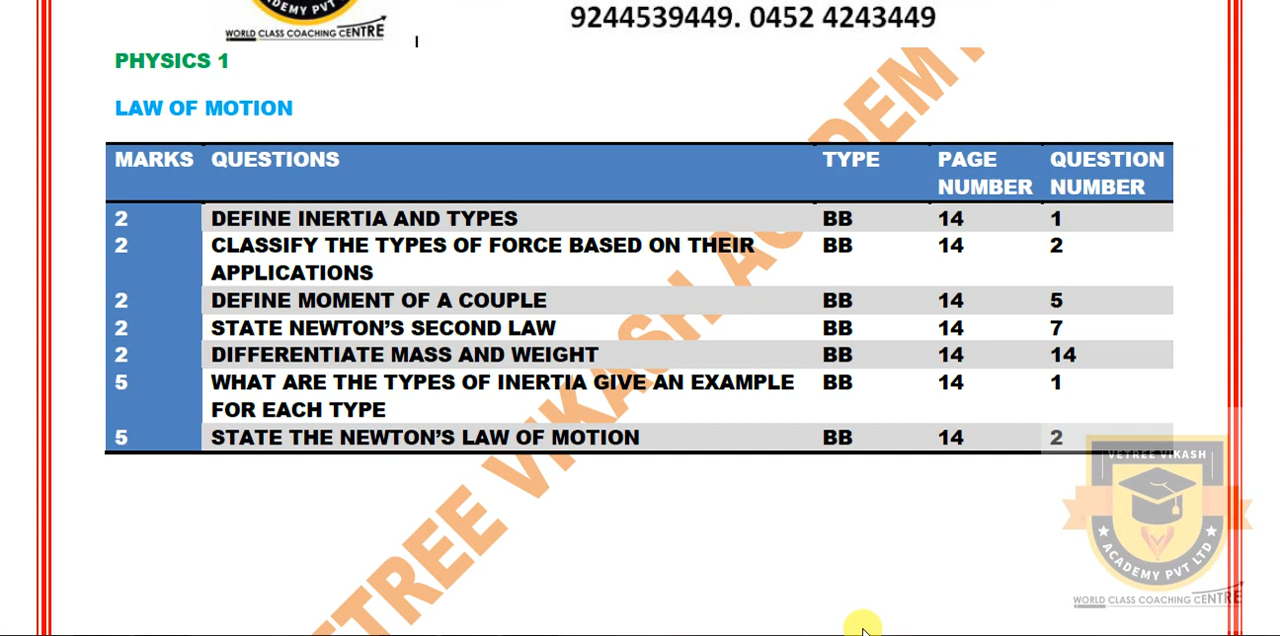 ACADEMY PVT
WORLD CLASS COACHING CENTRE
9244539449. 0452 4243449
PHYSICS 1
LAW OF MOTION
MARKS QUESTIONS TYPE PAGE NUMBER QUESTION NUMBER
2 DEFINE INERTIA AND TYPES BB 14 1
2 CLASSIFY THE TYPES OF FORCE BASED ON THEIR BB 14 2
APPLICATIONS
2 DEFINE MOMENT OF A COUPLE BB 14 5
2 STATE NEWTON’S SECOND LAW BB 14 7
2 DIFFERENTIATE MASS AND WEIGHT BB 14 14
5 WHAT ARE THE TYPES OF INERTIA GIVE AN EXAMPLE BB 14 1
FOR EACH TYPE
5 STATE THE NEWTON’S LAW OF MOTION BB 14 2
ETREE VIKASH ACADEMY
VETREE VIKASH
ACADEMY PVT LTD
WORLD CLASS COACHING CENTRE